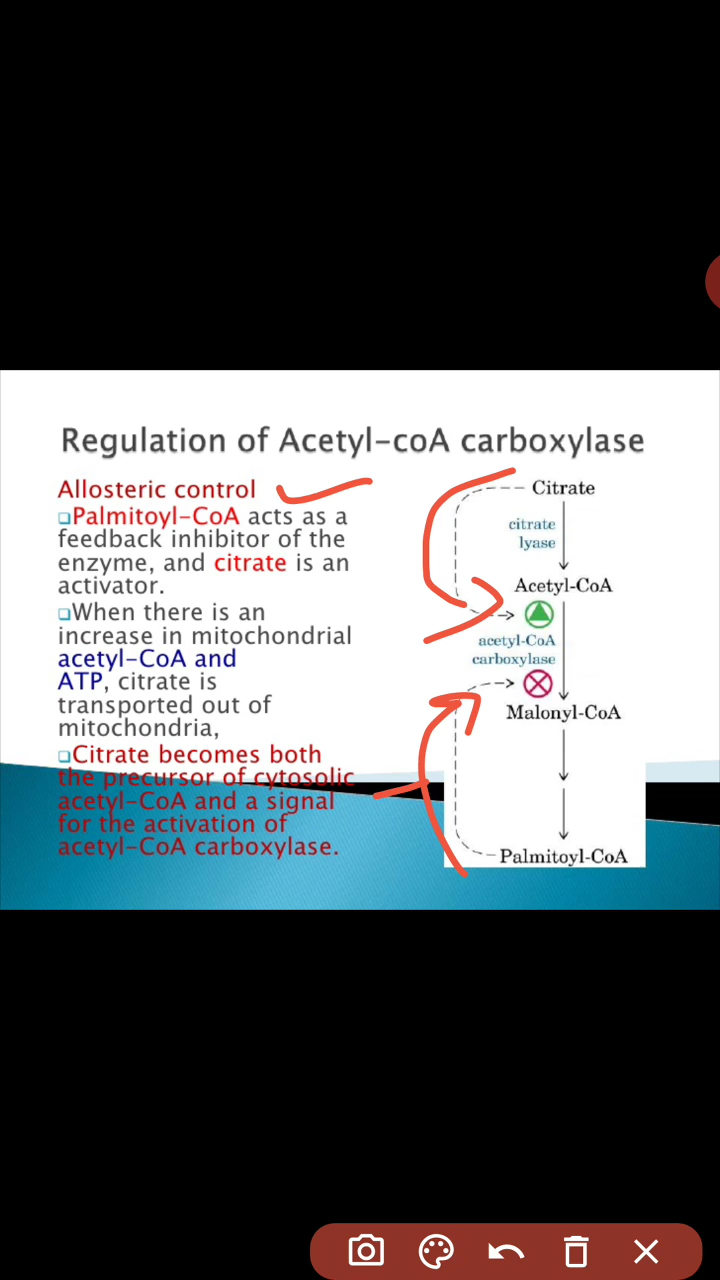 Regulation of Acetyl-coA carboxylase
Allosteric control
❑Palmitoyl-CoA acts as a
feedback inhibitor of the
enzyme, and citrate is an
activator.
❑When there is an
increase in mitochondrial
acetyl-CoA and
ATP, citrate is
transported out of
mitochondria,
❑Citrate becomes both
the precursor of cytosolic
acetyl-CoA and a signal
for the activation of
acetyl-CoA carboxylase.
Citrate
citrate
lyase
Acetyl-CoA
acetyl-CoA
carboxylase
Malonyl-CoA
Palmitoyl-CoA